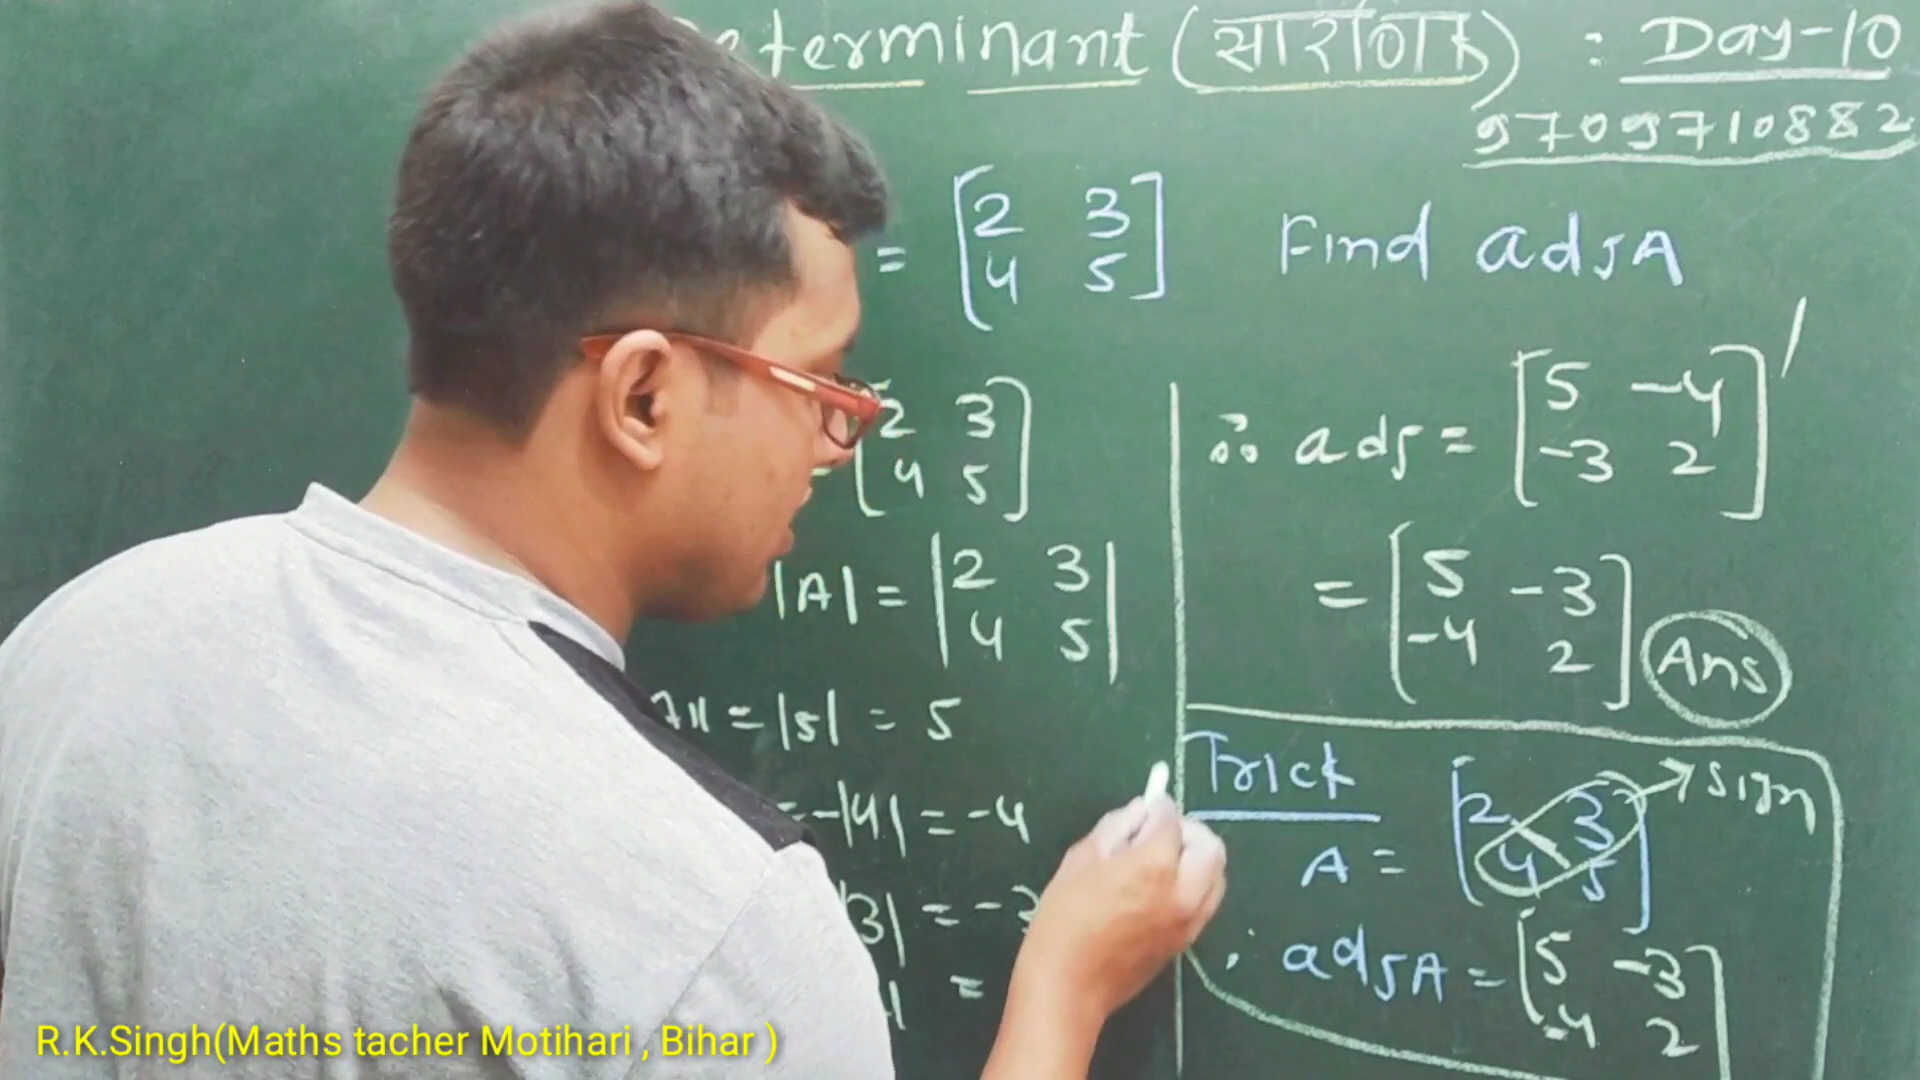 terminant (सारणिक) : Day-10
9709710882
= [2 3
4 5] Find adj A
2 3
4 5]
|A| = |2 3
4 5|
= |5| = 5
= -|4| = -4
|3| = -3
=
∴ adj = [5 -4
-3 2]'
= [5 -3
-4 2] Ans
Trick
A = [2 3
4 5] → sign
∴ adj A = [5 -3
-4 2]
R.K.Singh(Maths tacher Motihari , Bihar )